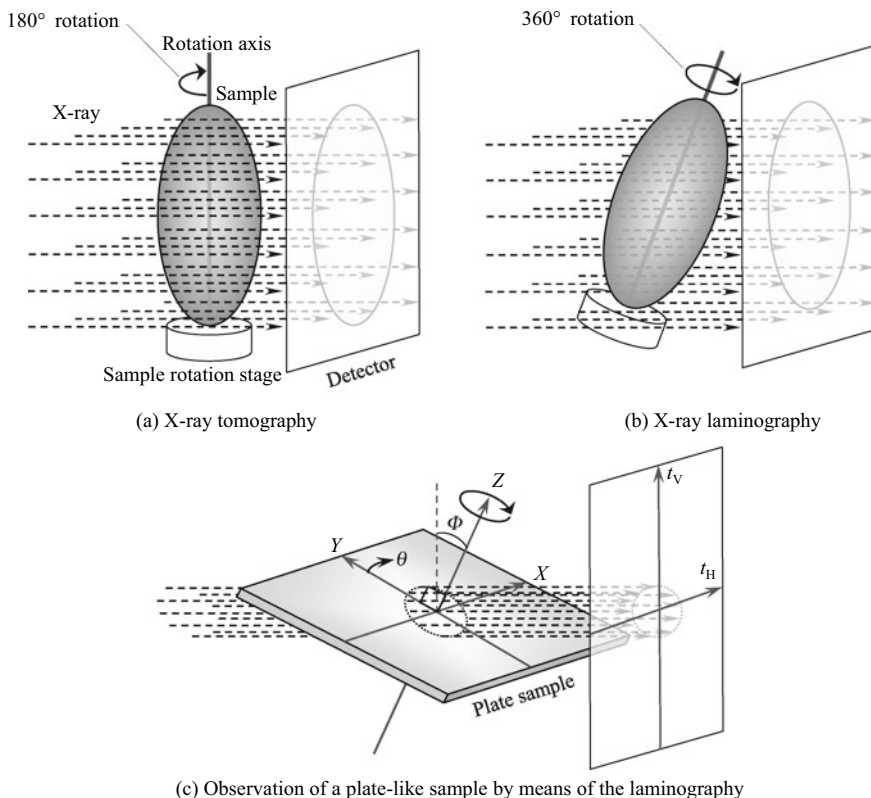 180° rotation
Rotation axis
Sample
X-ray
Sample rotation stage
Detector
(a) X-ray tomography
360° rotation
(b) X-ray laminography
Z
Φ
Y
θ
X
t_V
t_H
Plate sample
(c) Observation of a plate-like sample by means of the laminography